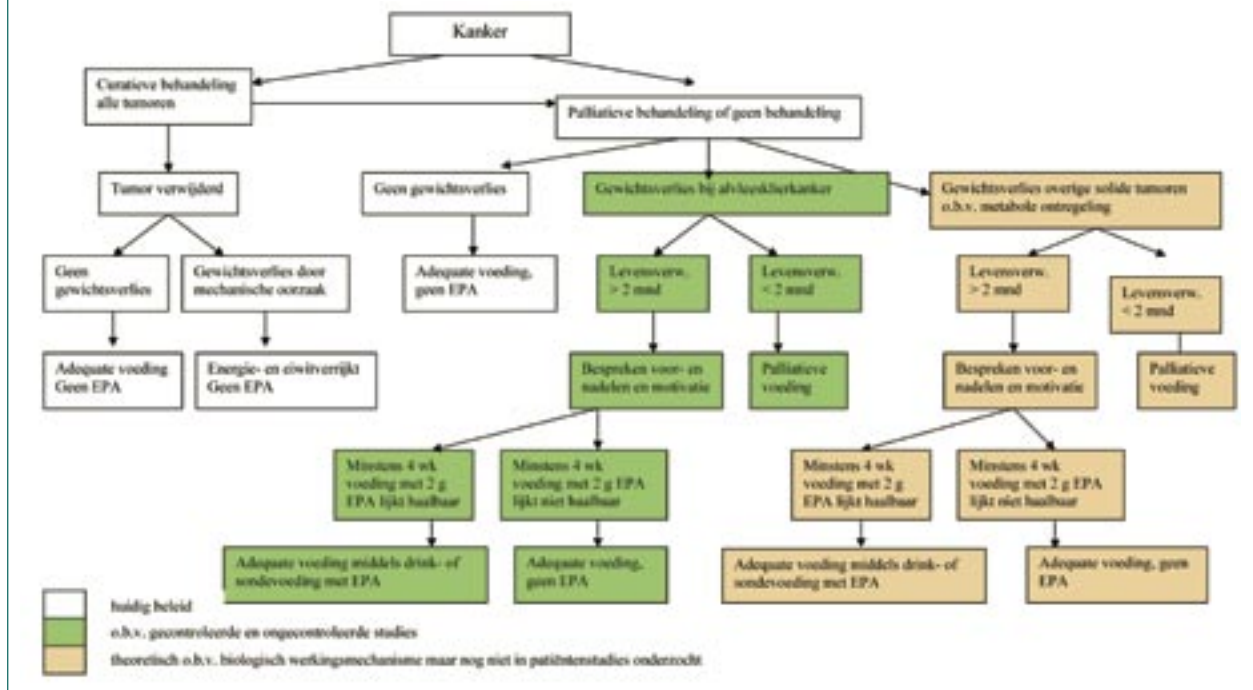 Kanker
Curatieve behandeling
alle tumoren
Palliatieve behandeling of geen behandeling
Tumor verwijderd
Geen gewichtsverlies
Gewichtsverlies bij alvleesklierkanker
Gewichtsverlies overige solide tumoren
o.b.v. metabole ontregeling
Geen
gewichtsverlies
Gewichtsverlies door
mechanische oorzaak
Adequate voeding,
geen EPA
Levensverw.
> 2 mnd
Levensverw.
< 2 mnd
Levensverw.
> 2 mnd
Levensverw.
< 2 mnd
Adequate voeding
Geen EPA
Energie- en eiwitverrijkt
Geen EPA
Bespreken voor- en
nadelen en motivatie
Palliatieve
voeding
Bespreken voor- en
nadelen en motivatie
Palliatieve
voeding
Minstens 4 wk
voeding met 2 g
EPA lijkt haalbaar
Minstens 4 wk
voeding met 2 g EPA
lijkt niet haalbaar
Minstens 4 wk
voeding met 2 g
EPA lijkt haalbaar
Minstens 4 wk
voeding met 2 g EPA
lijkt niet haalbaar
Adequate voeding middels drink- of
sondevoeding met EPA
Adequate voeding,
geen EPA
Adequate voeding middels drink- of
sondevoeding met EPA
Adequate voeding, geen
EPA
huidig beleid
o.b.v. gecontroleerde en ongecontroleerde studies
theoretisch o.b.v. biologisch werkingsmechanisme maar nog niet in patiëntenstudies onderzocht